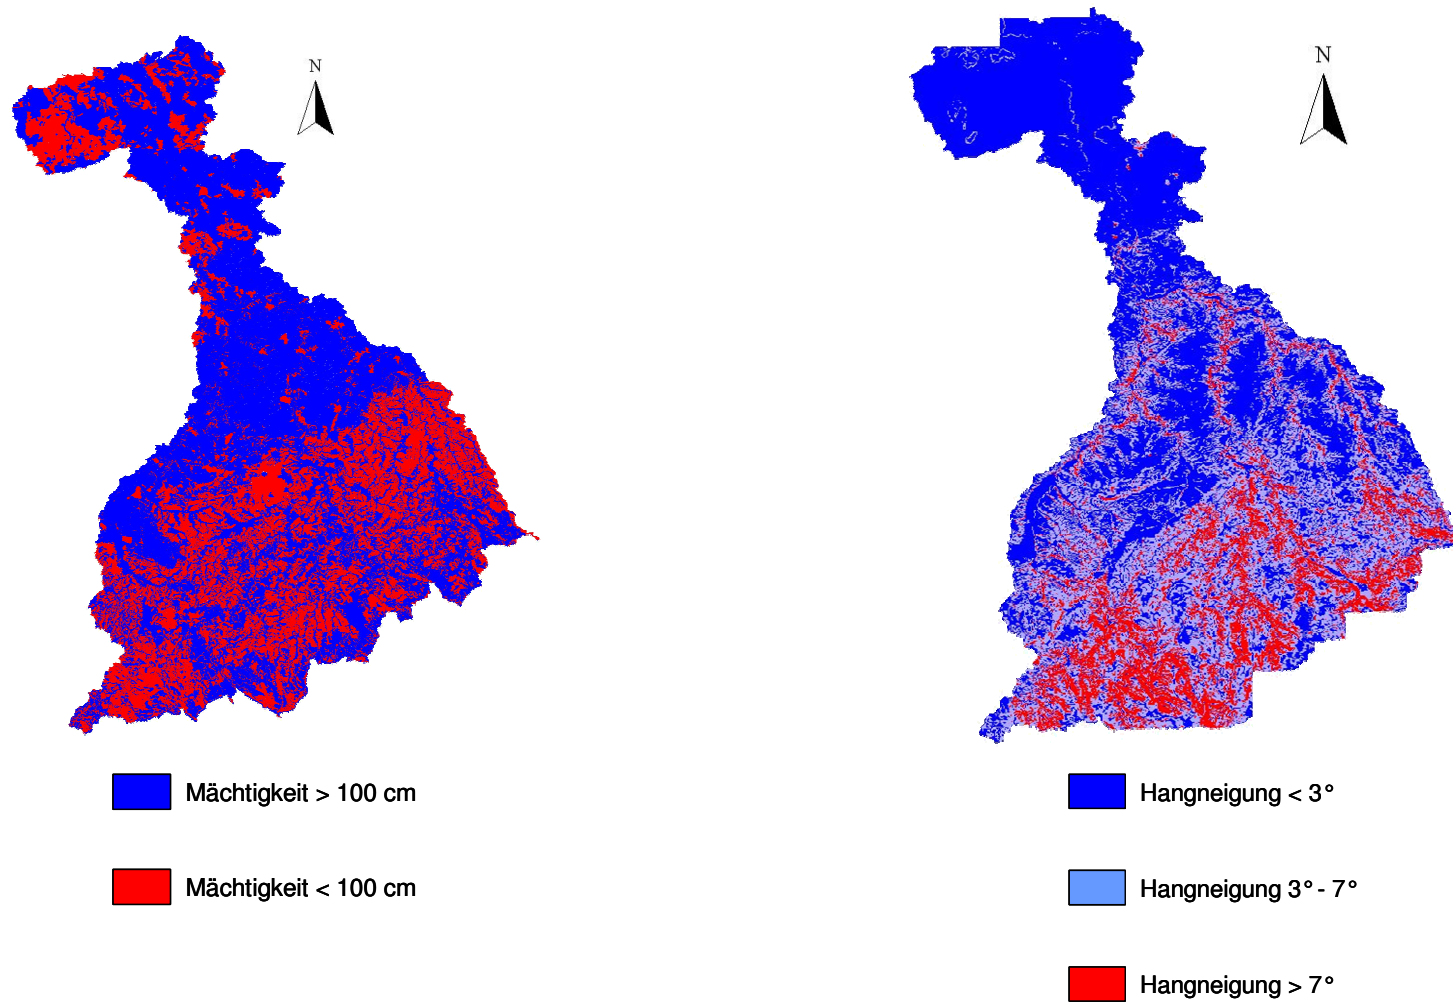 N
N
Mächtigkeit > 100 cm
Mächtigkeit < 100 cm
Hangneigung < 3°
Hangneigung 3° - 7°
Hangneigung > 7°